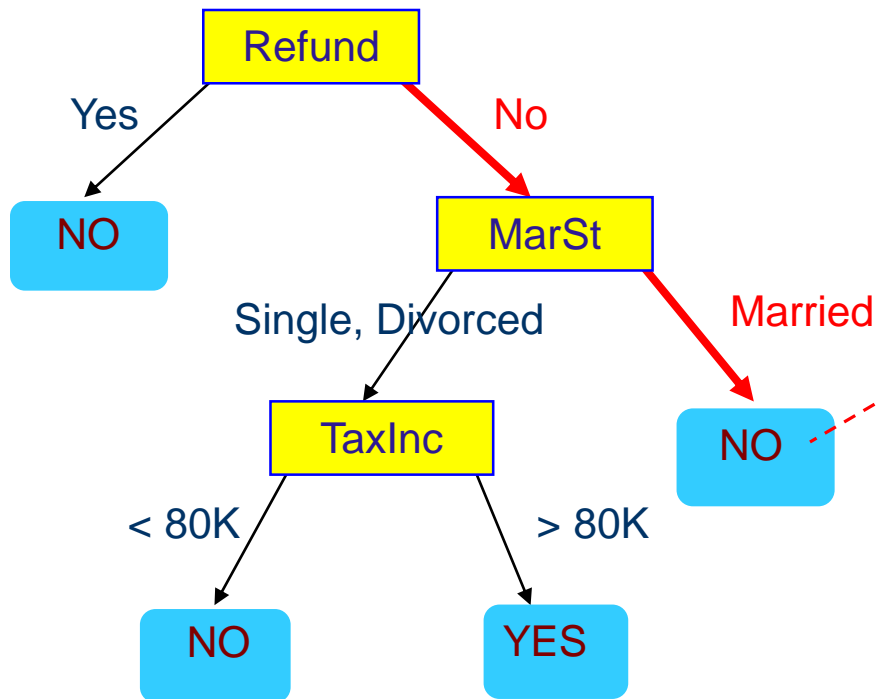 Refund
Yes
No
NO
MarSt
Single, Divorced
Married
TaxInc
NO
< 80K
> 80K
NO
YES